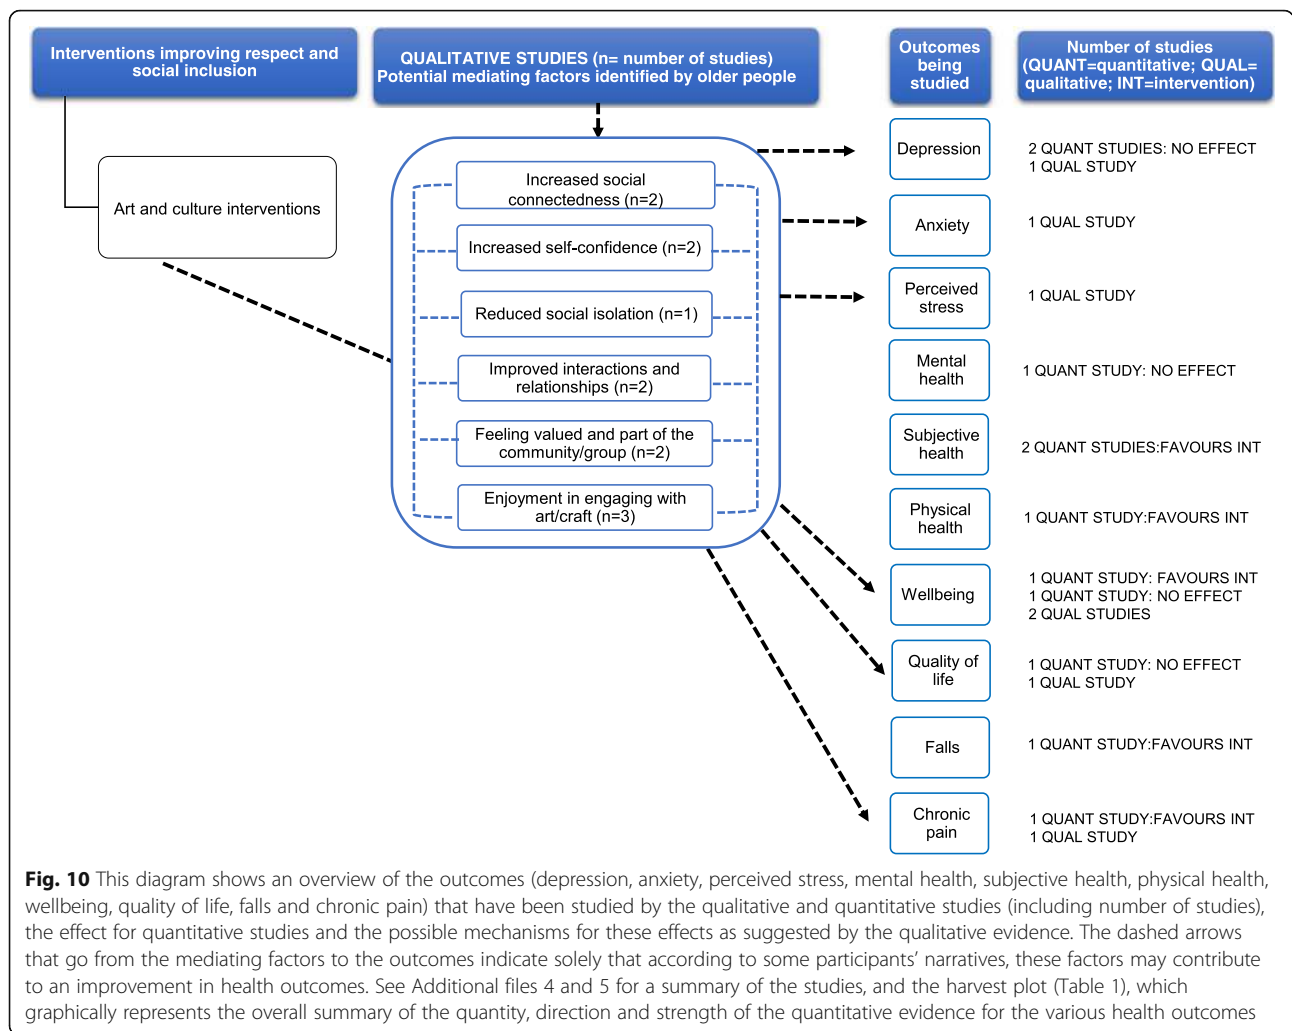 Interventions improving respect and
social inclusion
QUALITATIVE STUDIES (n= number of studies)
Potential mediating factors identified by older people
Outcomes
being
studied
Number of studies
(QUANT=quantitative; QUAL=
qualitative; INT=intervention)
Art and culture interventions
Increased social
connectedness (n=2)
Increased self-confidence (n=2)
Reduced social isolation (n=1)
Improved interactions and
relationships (n=2)
Feeling valued and part of the
community/group (n=2)
Enjoyment in engaging with
art/craft (n=3)
Depression
2 QUANT STUDIES: NO EFFECT
1 QUAL STUDY
Anxiety
1 QUAL STUDY
Perceived
stress
1 QUAL STUDY
Mental
health
1 QUANT STUDY: NO EFFECT
Subjective
health
2 QUANT STUDIES:FAVOURS INT
Physical
health
1 QUANT STUDY:FAVOURS INT
Wellbeing
1 QUANT STUDY: FAVOURS INT
1 QUANT STUDY: NO EFFECT
2 QUAL STUDIES
Quality of
life
1 QUANT STUDY: NO EFFECT
1 QUAL STUDY
Falls
1 QUANT STUDY:FAVOURS INT
Chronic
pain
1 QUANT STUDY:FAVOURS INT
1 QUAL STUDY
Fig. 10 This diagram shows an overview of the outcomes (depression, anxiety, perceived stress, mental health, subjective health, physical health,
wellbeing, quality of life, falls and chronic pain) that have been studied by the qualitative and quantitative studies (including number of studies),
the effect for quantitative studies and the possible mechanisms for these effects as suggested by the qualitative evidence. The dashed arrows
that go from the mediating factors to the outcomes indicate solely that according to some participants' narratives, these factors may contribute
to an improvement in health outcomes. See Additional files 4 and 5 for a summary of the studies, and the harvest plot (Table 1), which
graphically represents the overall summary of the quantity, direction and strength of the quantitative evidence for the various health outcomes